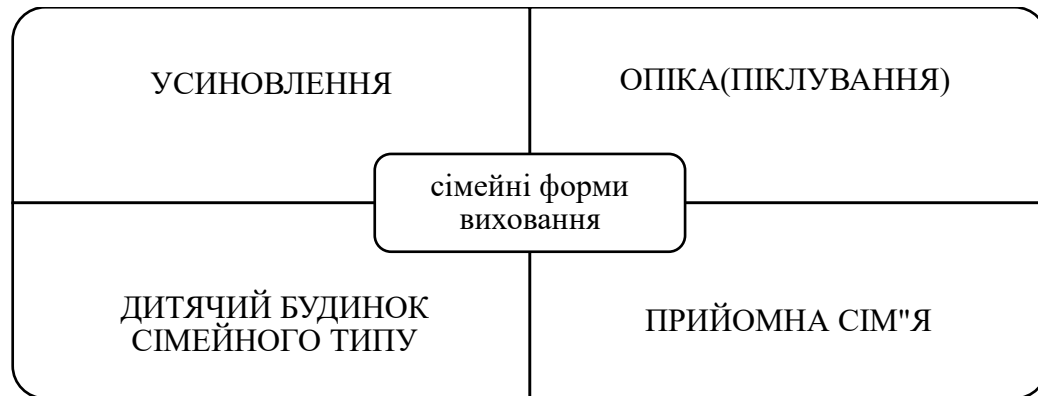 УСИНОВЛЕННЯ
ОПІКА(ПІКЛУВАННЯ)
сімейні форми
виховання
ДИТЯЧИЙ БУДИНОК
СІМЕЙНОГО ТИПУ
ПРИЙОМНА СІМ"Я